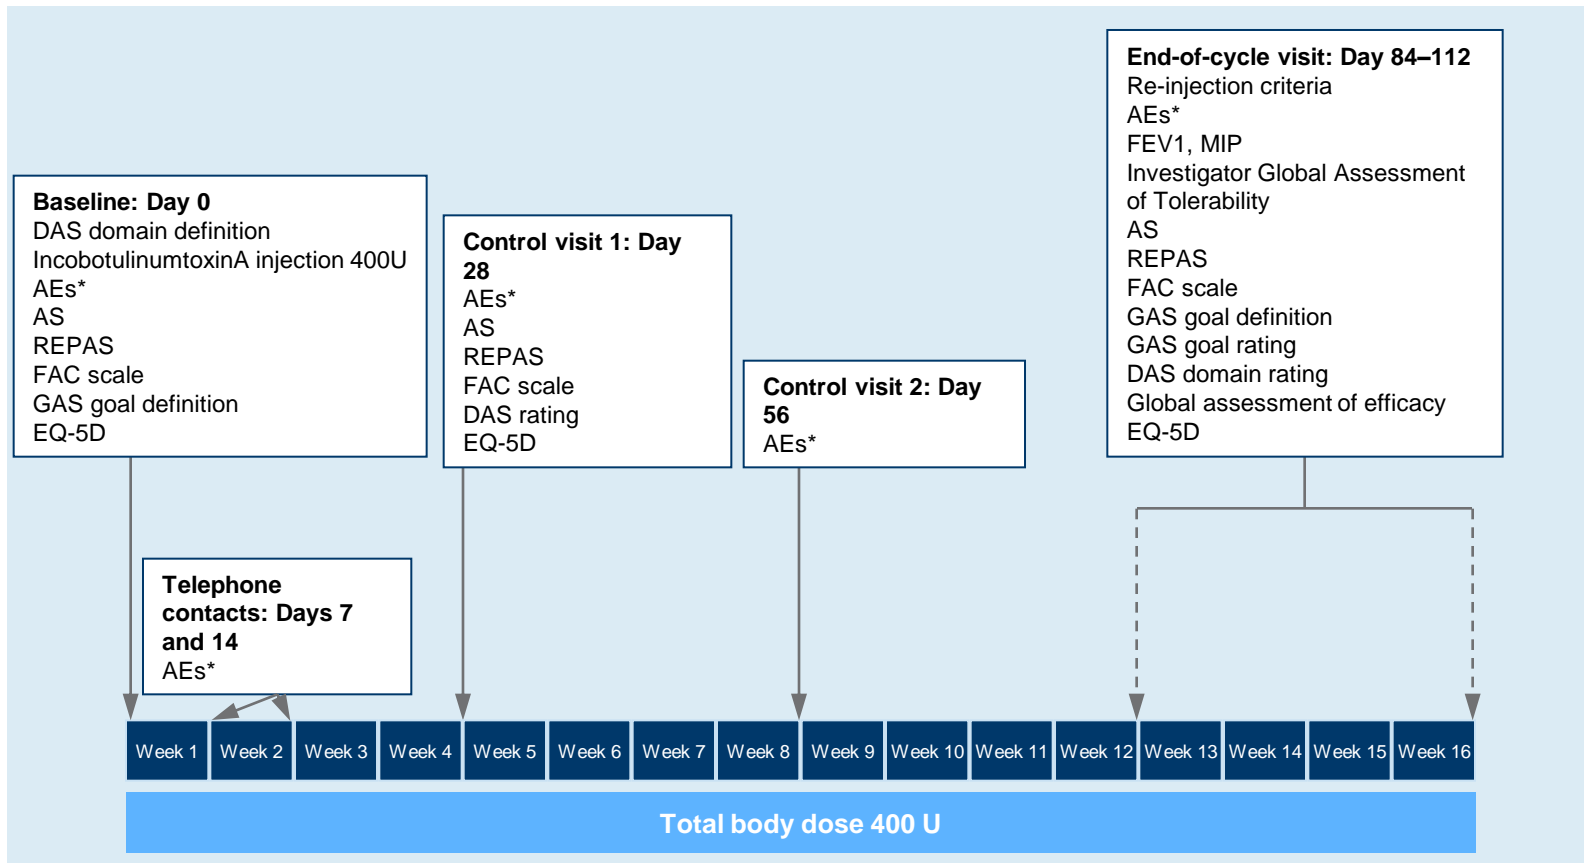 Baseline: Day 0
DAS domain definition
IncobotulinumtoxinA injection 400U
AEs*
AS
REPAS
FAC scale
GAS goal definition
EQ-5D
Telephone
contacts: Days 7
and 14
AEs*
Control visit 1: Day
28
AEs*
AS
REPAS
FAC scale
DAS rating
EQ-5D
Control visit 2: Day
56
AEs*
End-of-cycle visit: Day 84–112
Re-injection criteria
AEs*
FEV1, MIP
Investigator Global Assessment
of Tolerability
AS
REPAS
FAC scale
GAS goal definition
GAS goal rating
DAS domain rating
Global assessment of efficacy
EQ-5D
Week 1 Week 2 Week 3 Week 4 Week 5 Week 6 Week 7 Week 8 Week 9 Week 10 Week 11 Week 12 Week 13 Week 14 Week 15 Week 16
Total body dose 400 U